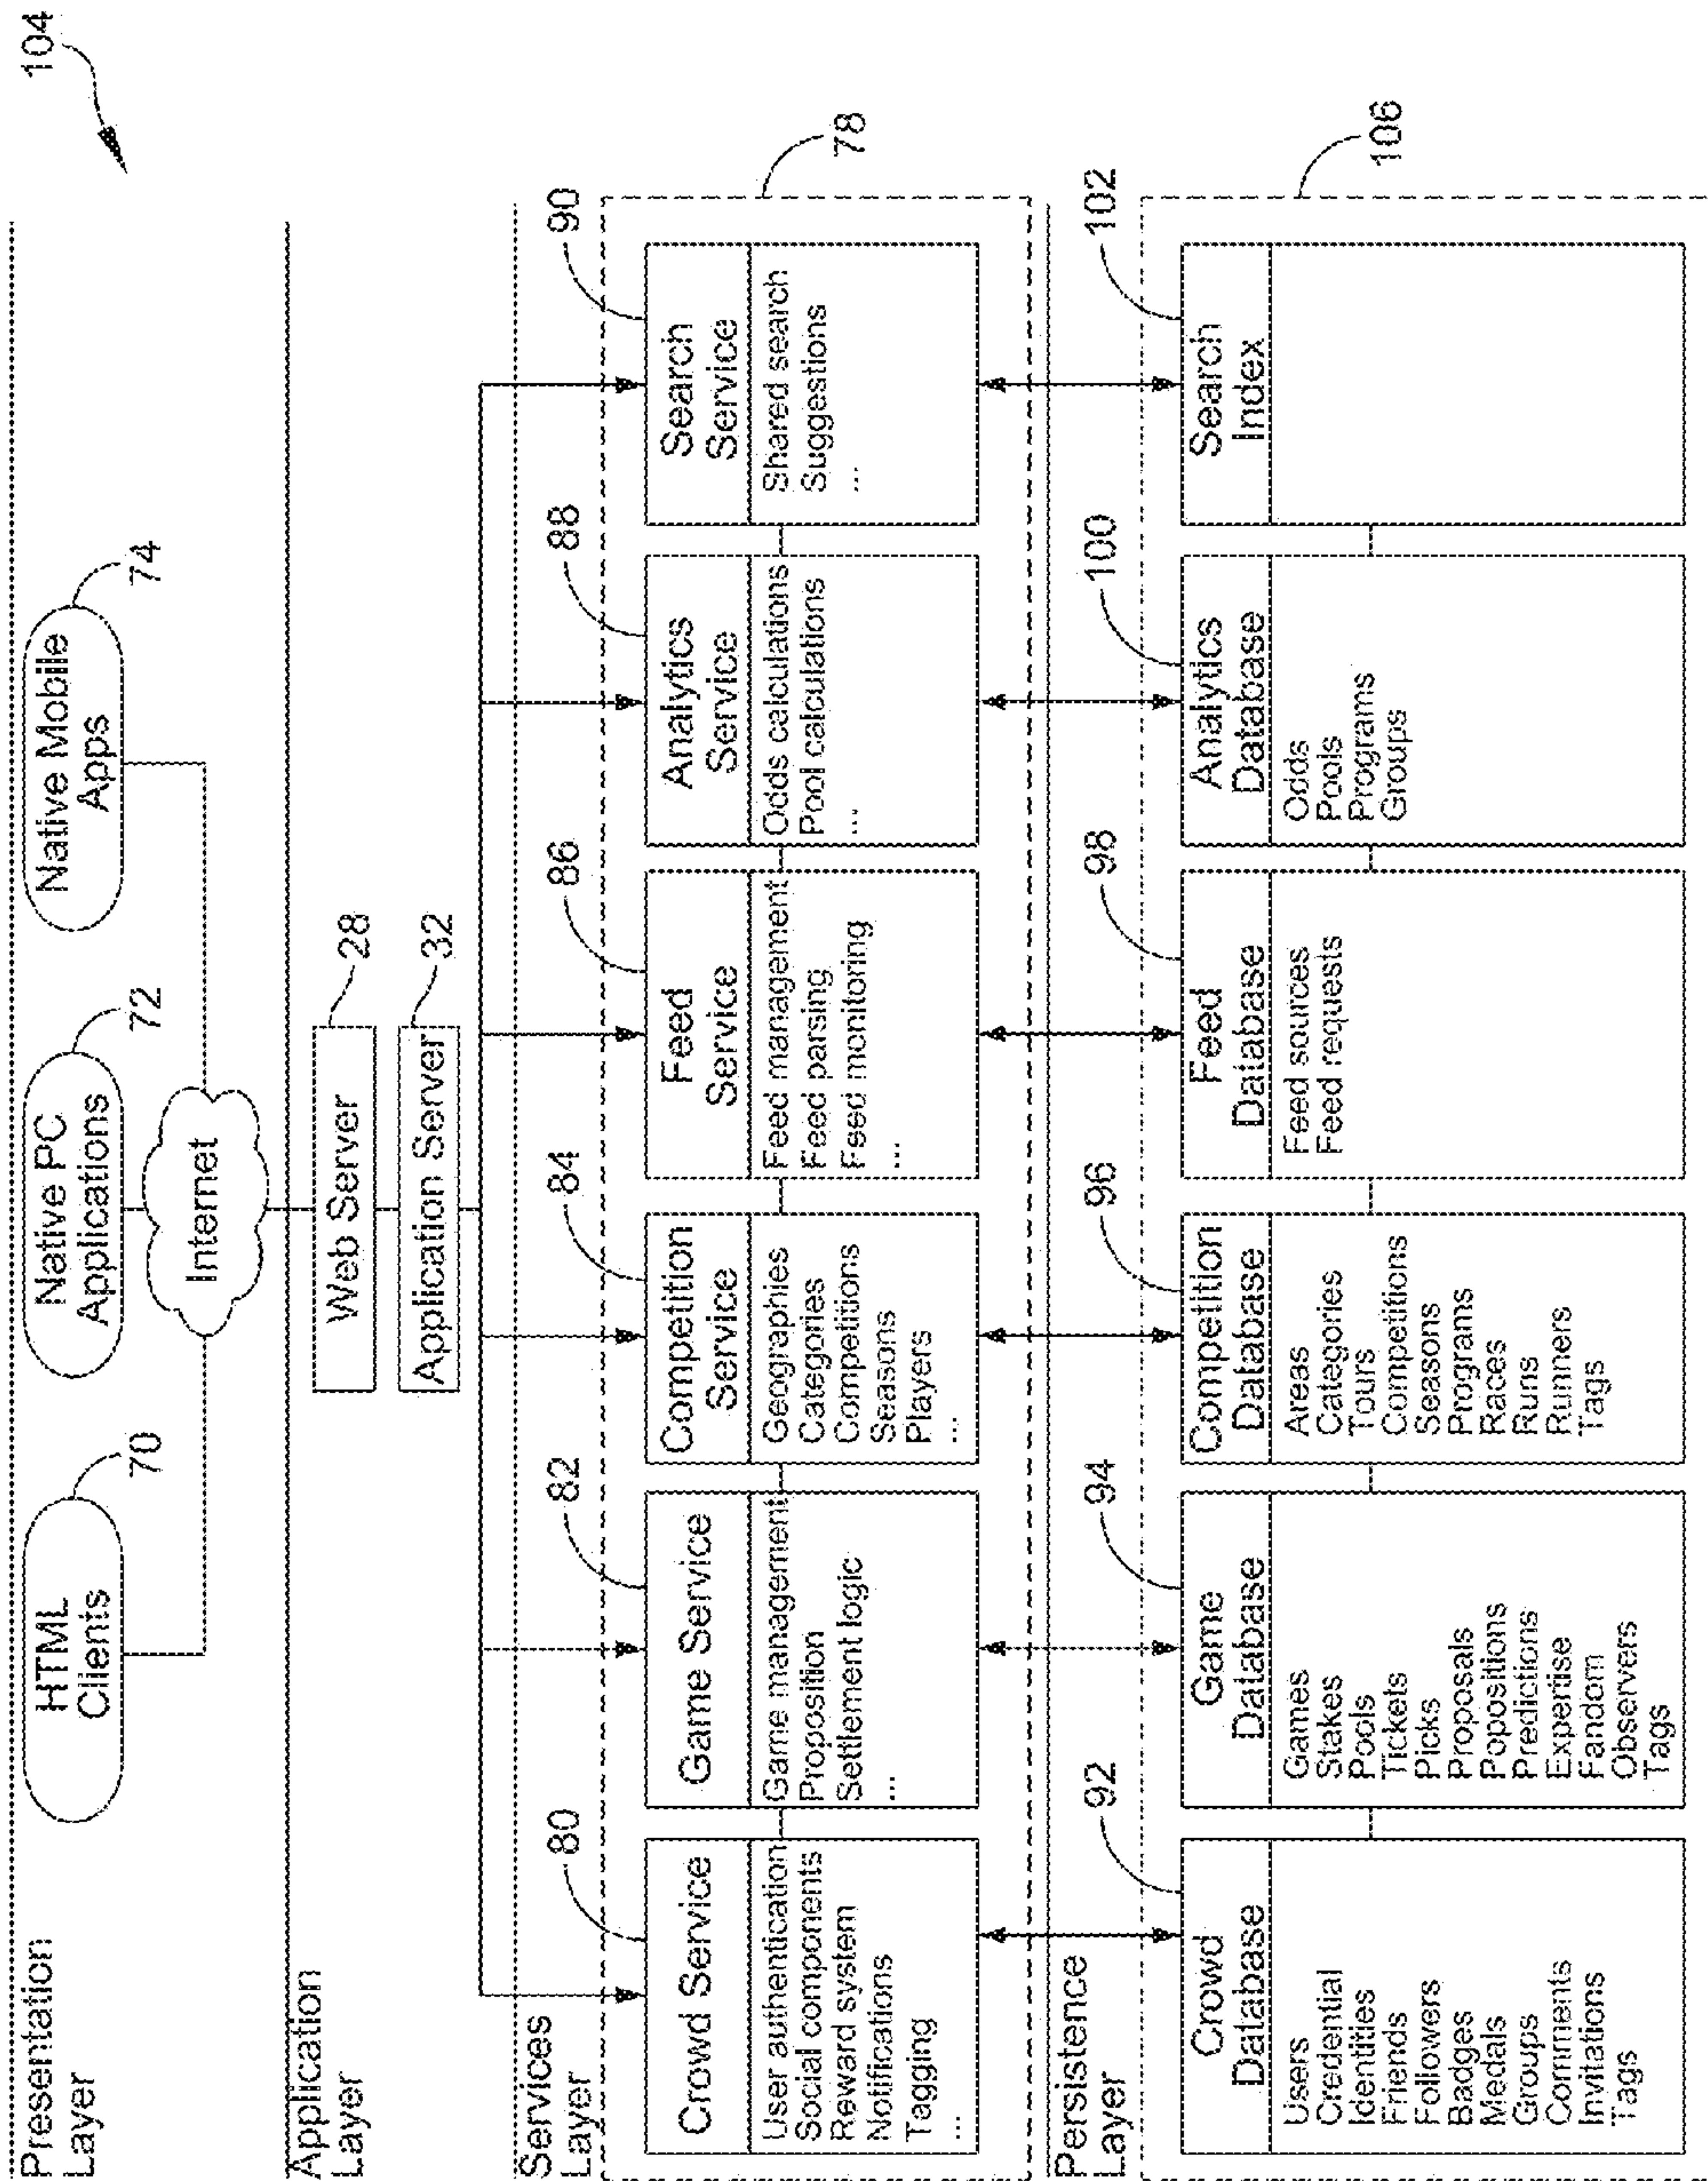 104
Presentation
Layer
HTML
Clients
70
Native PC
Applications
72
Native Mobile
Apps
74
Internet
Application
Layer
Web Server
28
Application Server
32
Services
Layer
80
82
84
86
88
90
78
Crowd Service
User authentication
Social components
Reward system
Notifications
Tagging
...
Game Service
Game management
Proposition
Settlement logic
...
Competition
Service
Geographies
Categories
Competitions
Seasons
Players
...
Feed
Service
Feed management
Feed parsing
Feed monitoring
...
Analytics
Service
Odds calculations
Pool calculations
...
Search
Service
Shared search
Suggestions
...
Persistence
Layer
92
94
96
98
100
102
106
Crowd
Database
Users
Credential
Identities
Friends
Followers
Badges
Medals
Groups
Comments
Invitations
Tags
Game
Database
Games
Stakes
Pools
Tickets
Picks
Proposals
Popositions
Predictions
Expertise
Fandom
Observers
Tags
Competition
Database
Areas
Categories
Tours
Competitions
Seasons
Programs
Races
Runs
Runners
Tags
Feed
Database
Feed sources
Feed requests
Analytics
Database
Odds
Pools
Programs
Groups
Search
Index